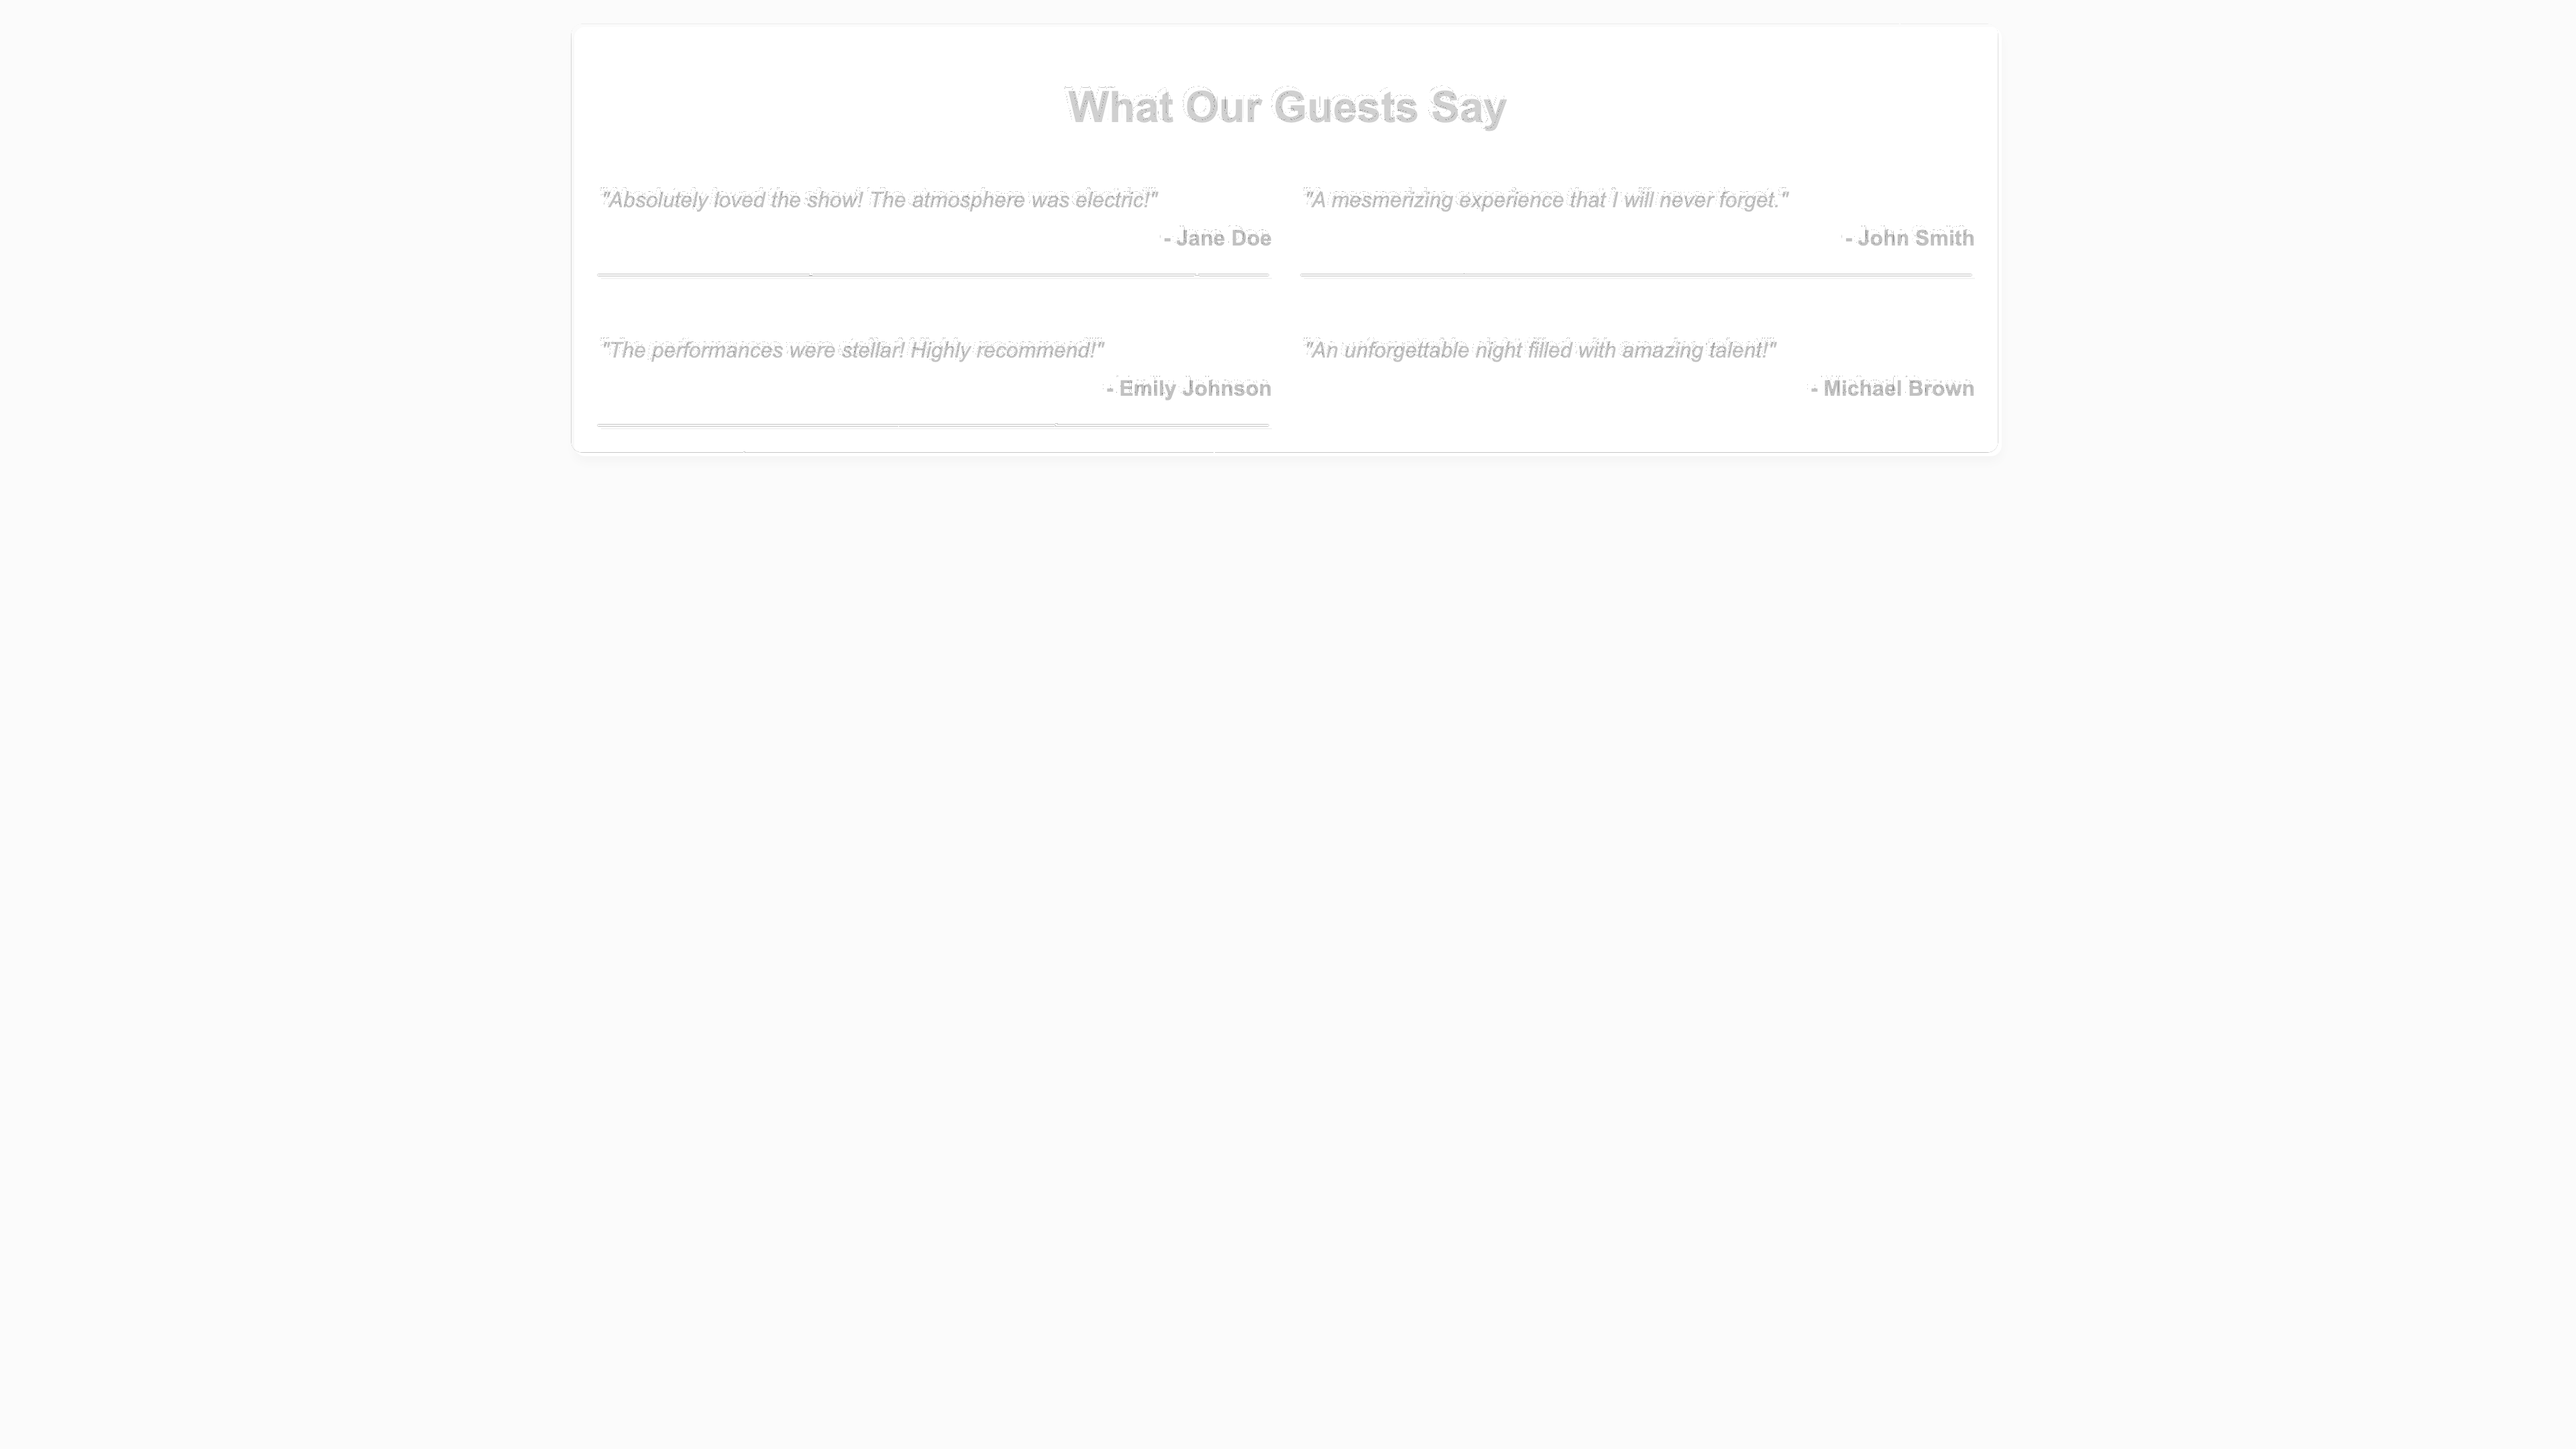 What Our Guests Say
"Absolutely loved the show! The atmosphere was electric!"
- Jane Doe
"A mesmerizing experience that I will never forget."
- John Smith
"The performances were stellar! Highly recommend!"
- Emily Johnson
"An unforgettable night filled with amazing talent!"
- Michael Brown